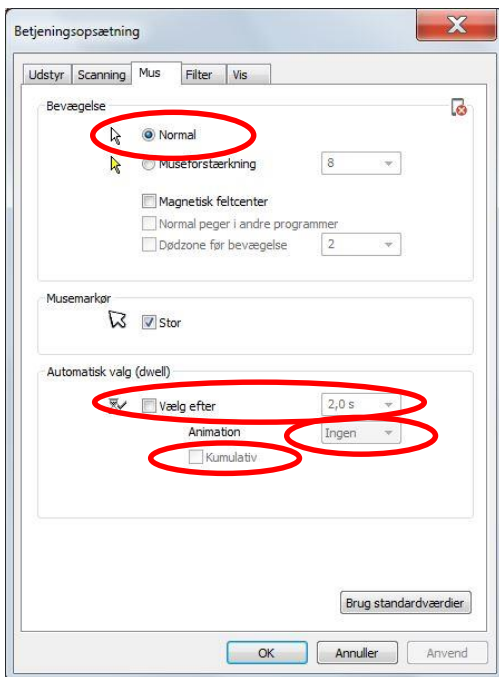 Betjeningsopsætning
Udstyr Scanning Mus Filter Vis
Bevægelse
Normal
Museforstærkning 8
Magnetisk feltcenter
Normal peger i andre programmer
Dødzone før bevægelse 2
Musemarkør
Stor
Automatisk valg (dwell)
Vælg efter 2,0 s
Animation Ingen
Kumulativ
Brug standardværdier
OK Annuller Anvend